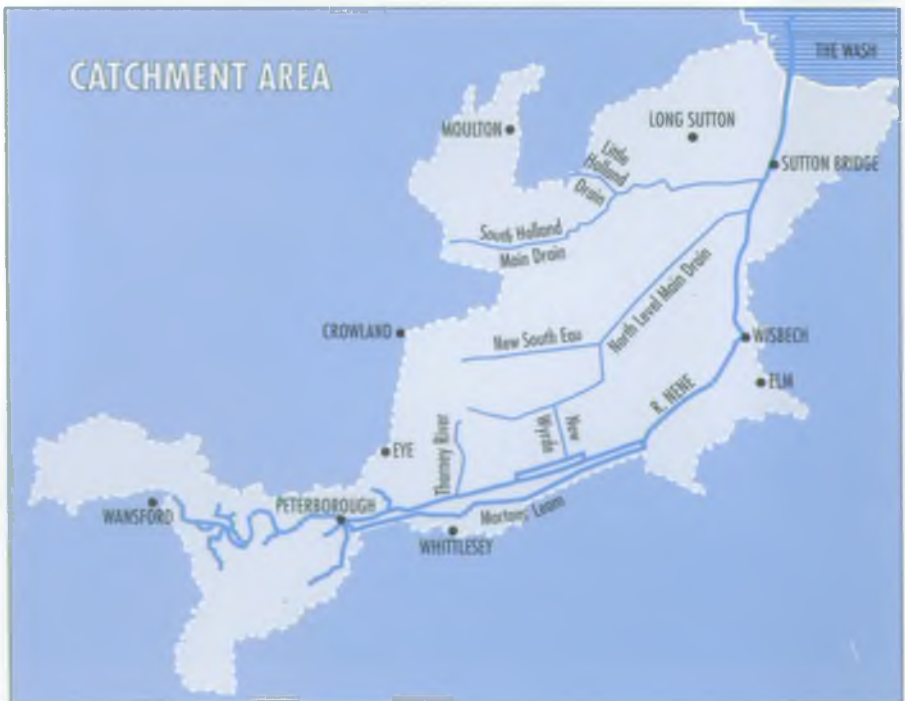 THE WASH
CATCHMENT AREA
MOULTON
LONG SUTTON
Little
Holland
Drain
SUTTON BRIDGE
South Holland
Main Drain
North Level Main Drain
CROWLAND
New South Eau
WISBECH
ELM
R. NENE
EYE
Thorney River
New
Wryde
WANSFORD
PETERBOROUGH
Mortons Leam
WHITTLESEY